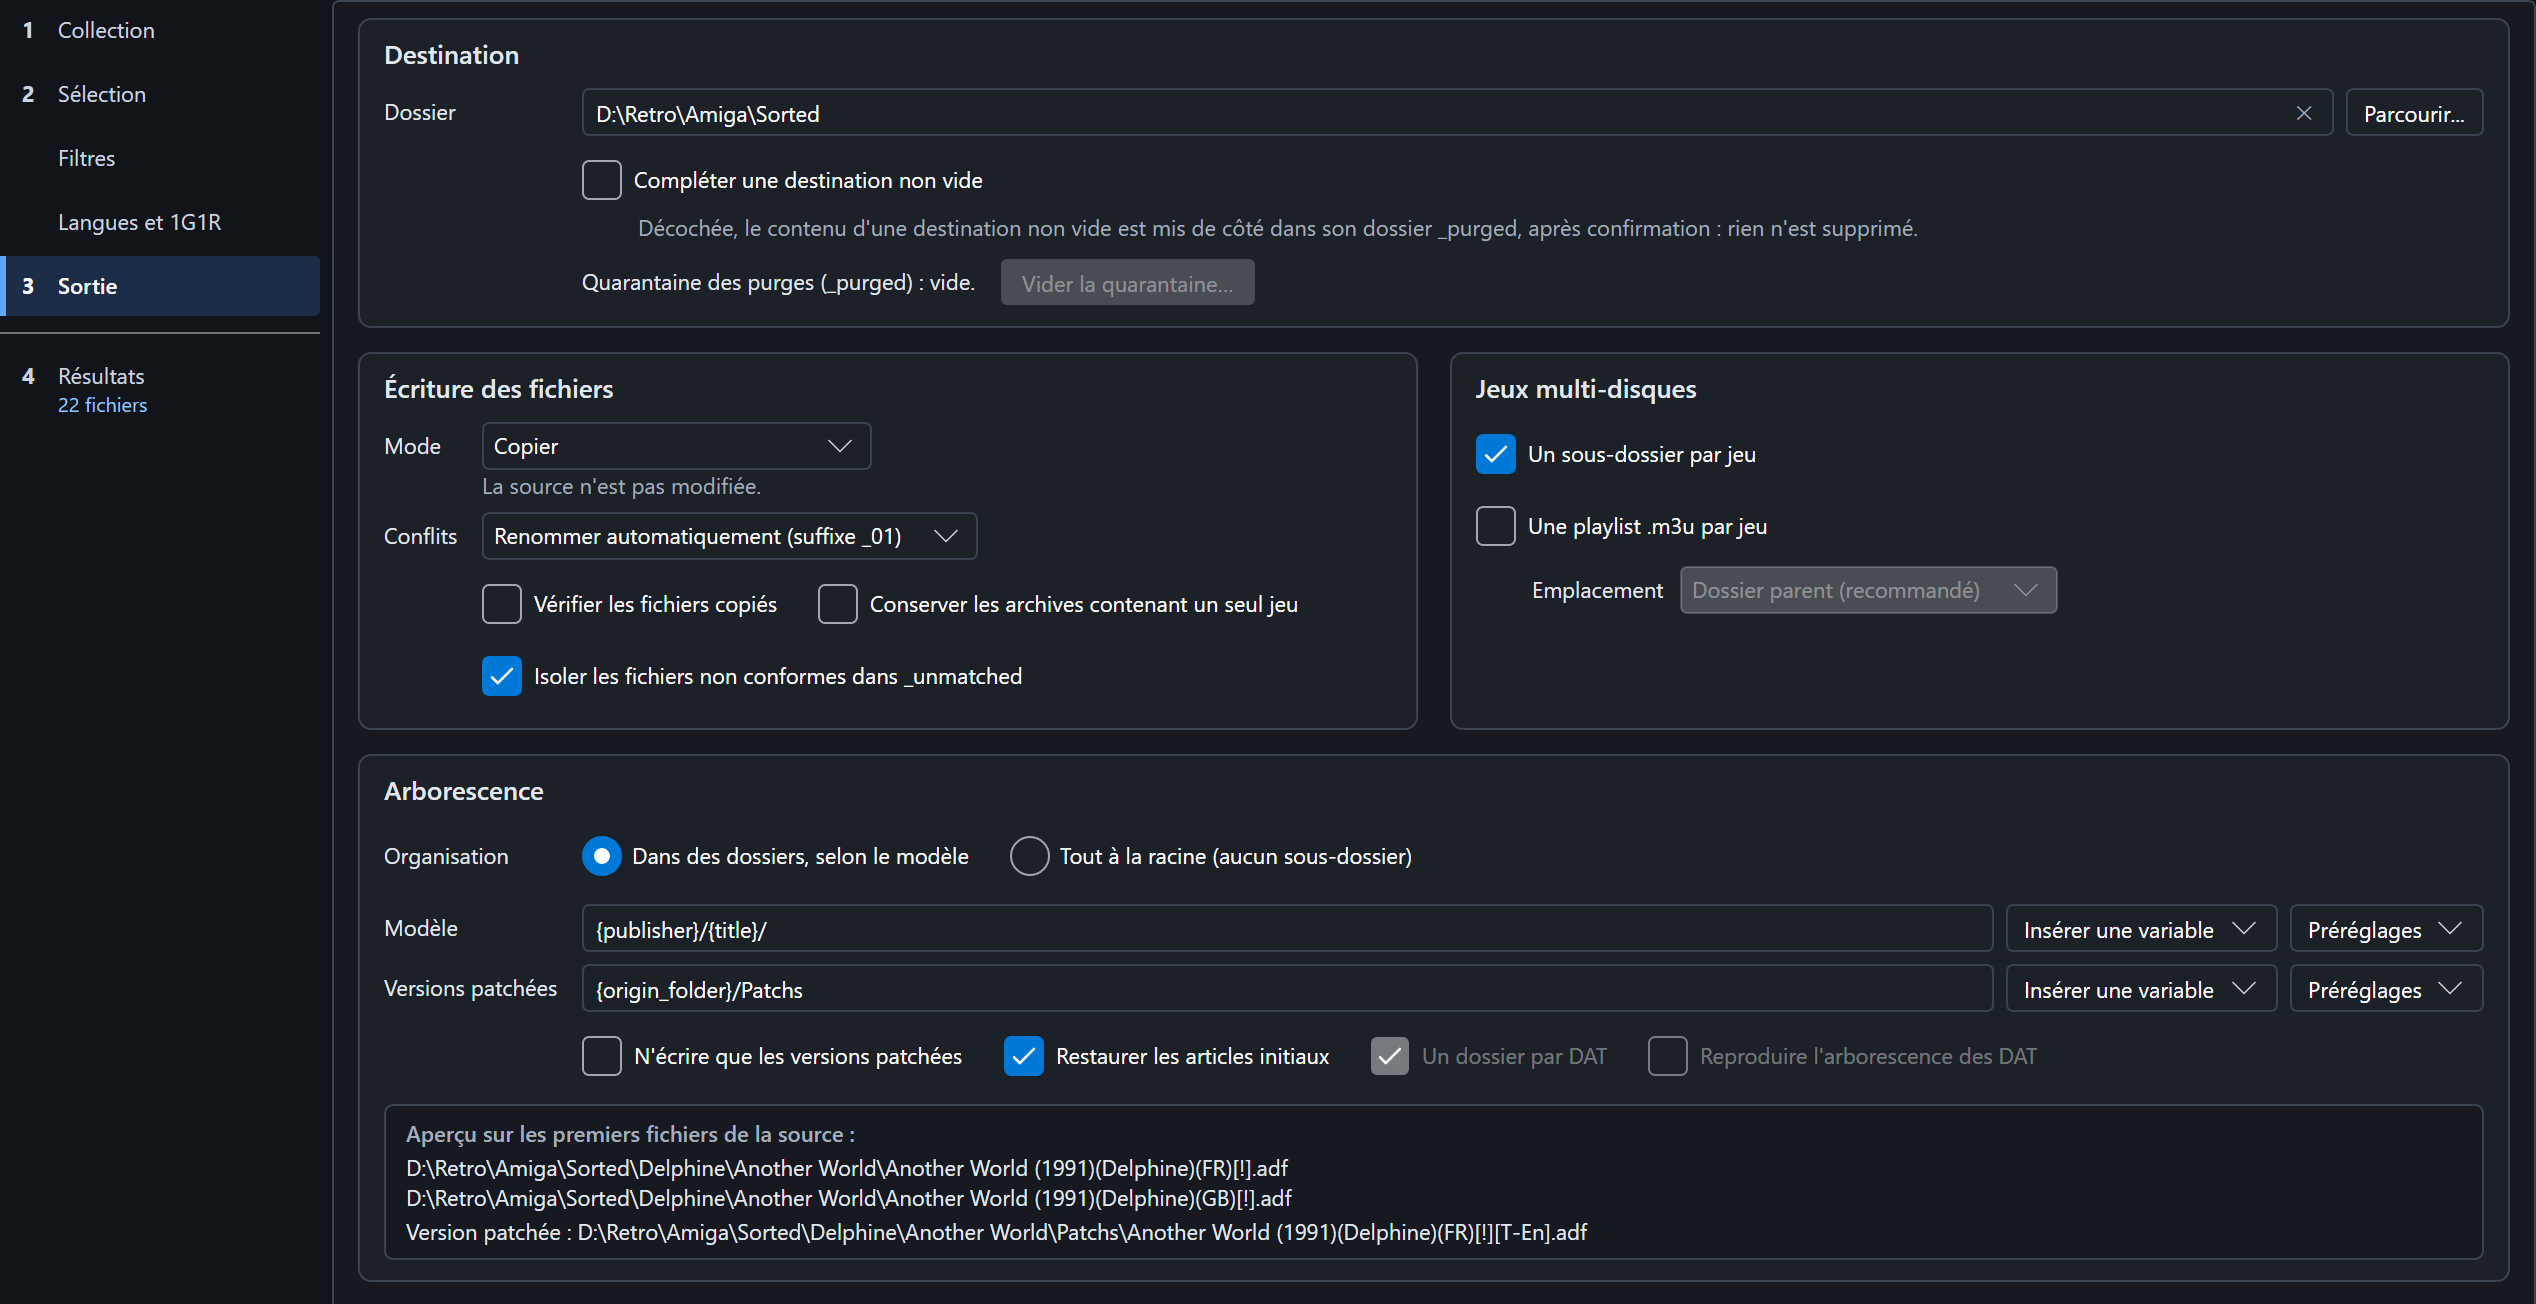 1 Collection
2 Sélection
Filtres
Langues et 1G1R
3 Sortie
4 Résultats
22 fichiers
Destination
Dossier D:\Retro\Amiga\Sorted Parcourir...
Compléter une destination non vide
Décochée, le contenu d'une destination non vide est mis de côté dans son dossier _purged, après confirmation : rien n'est supprimé.
Quarantaine des purges (_purged) : vide. Vider la quarantaine...
Écriture des fichiers
Mode Copier
La source n'est pas modifiée.
Conflits Renommer automatiquement (suffixe _01)
Vérifier les fichiers copiés Conserver les archives contenant un seul jeu
Isoler les fichiers non conformes dans _unmatched
Jeux multi-disques
Un sous-dossier par jeu
Une playlist .m3u par jeu
Emplacement Dossier parent (recommandé)
Arborescence
Organisation Dans des dossiers, selon le modèle Tout à la racine (aucun sous-dossier)
Modèle {publisher}/{title}/ Insérer une variable Préréglages
Versions patchées {origin_folder}/Patchs Insérer une variable Préréglages
N'écrire que les versions patchées Restaurer les articles initiaux Un dossier par DAT Reproduire l'arborescence des DAT
Aperçu sur les premiers fichiers de la source :
D:\Retro\Amiga\Sorted\Delphine\Another World\Another World (1991)(Delphine)(FR)[!].adf
D:\Retro\Amiga\Sorted\Delphine\Another World\Another World (1991)(Delphine)(GB)[!].adf
Version patchée : D:\Retro\Amiga\Sorted\Delphine\Another World\Patchs\Another World (1991)(Delphine)(FR)[!][T-En].adf